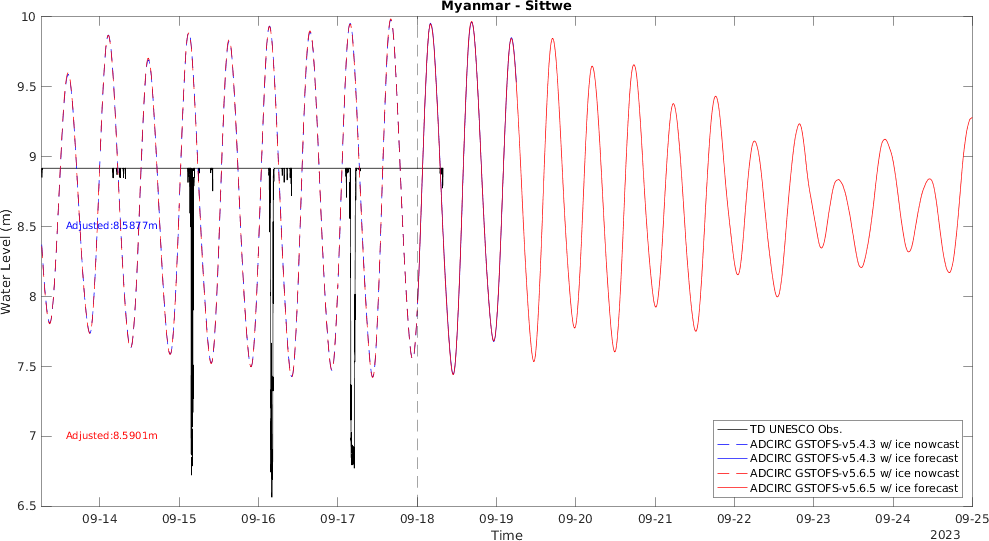 Myanmar - Sittwe
10
9.5
9
8.5
8
7.5
7
6.5
Water Level (m)
Adjusted:8.5877m
Adjusted:8.5901m
TD UNESCO Obs.
ADCIRC GSTOFS-v5.4.3 w/ ice nowcast
ADCIRC GSTOFS-v5.4.3 w/ ice forecast
ADCIRC GSTOFS-v5.6.5 w/ ice nowcast
ADCIRC GSTOFS-v5.6.5 w/ ice forecast
09-14 09-15 09-16 09-17 09-18 09-19 09-20 09-21 09-22 09-23 09-24 09-25
Time
2023